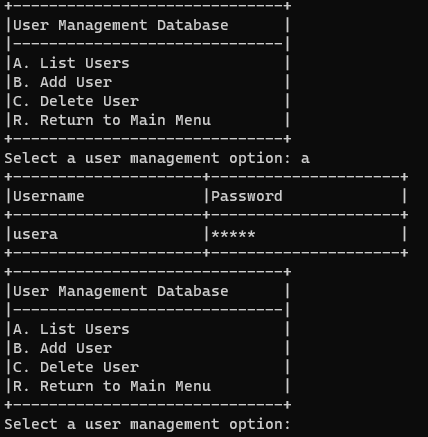 +------------------------------+
|User Management Database      |
|------------------------------|
|A. List Users                 |
|B. Add User                   |
|C. Delete User                |
|R. Return to Main Menu        |
+------------------------------+
Select a user management option: a
+---------------------+---------------------+
|Username             |Password             |
+---------------------+---------------------+
|usera                |*****                |
+---------------------+---------------------+
+------------------------------+
|User Management Database      |
|------------------------------|
|A. List Users                 |
|B. Add User                   |
|C. Delete User                |
|R. Return to Main Menu        |
+------------------------------+
Select a user management option: